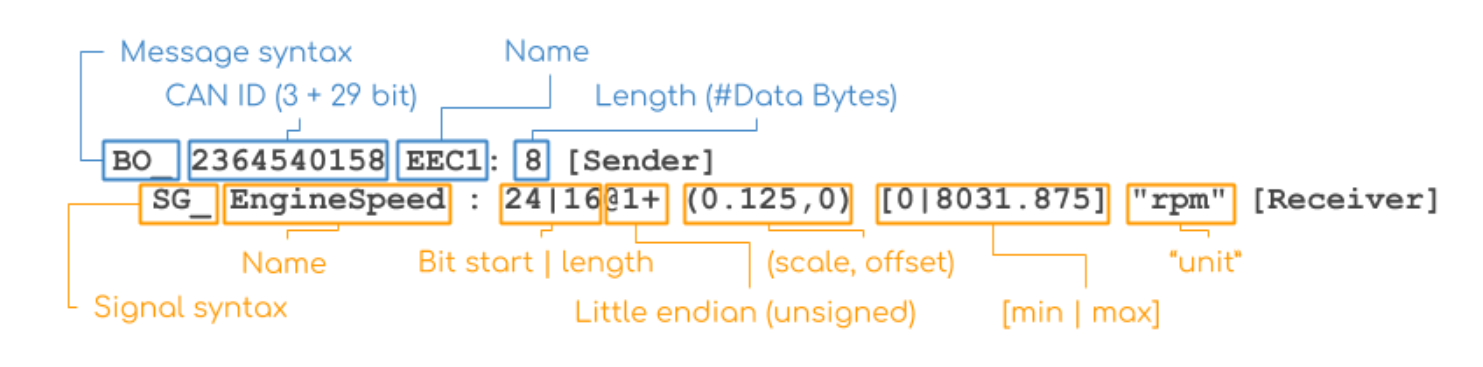 Message syntax Name
CAN ID (3 + 29 bit) Length (#Data Bytes)
BO_ 2364540158 EEC1: 8 [Sender]
SG_ EngineSpeed : 24|16@1+ (0.125,0) [0|8031.875] "rpm" [Receiver]
Name Bit start | length (scale, offset) "unit"
Signal syntax Little endian (unsigned) [min | max]